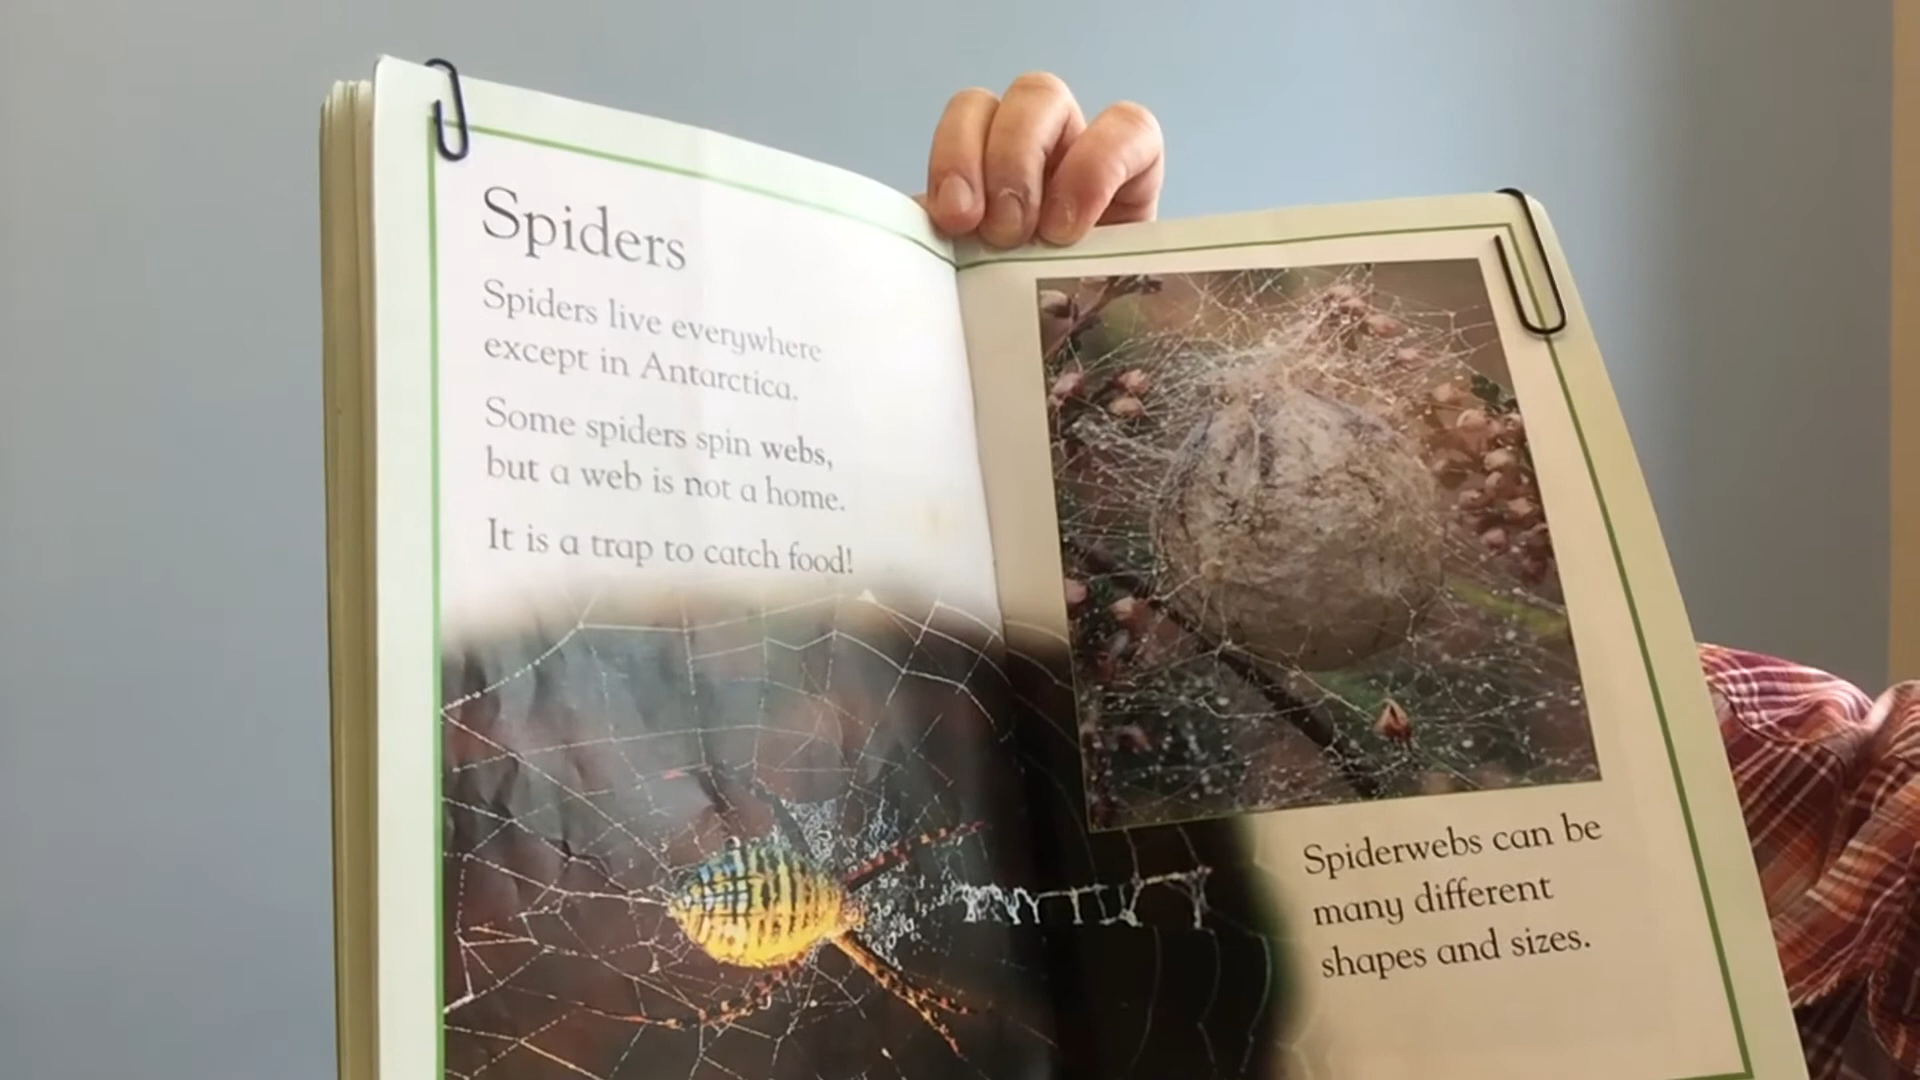 Spiders
Spiders live everywhere
except in Antarctica.
Some spiders spin webs,
but a web is not a home.
It is a trap to catch food!
Spiderwebs can be
many different
shapes and sizes.